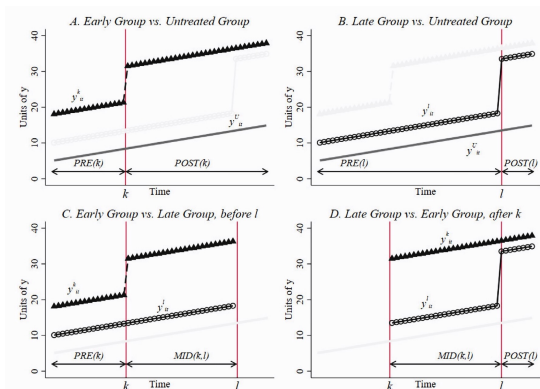 A. Early Group vs. Untreated Group
Units of y
40
30
20
10
0
y^k_it
y^U_it
PRE(k)
POST(k)
k
Time
B. Late Group vs. Untreated Group
Units of y
40
30
20
10
0
y^l_it
y^U_it
PRE(l)
POST(l)
Time
l
C. Early Group vs. Late Group, before l
Units of y
40
30
20
10
0
y^k_it
y^l_it
PRE(k)
MID(k,l)
k
Time
l
D. Late Group vs. Early Group, after k
Units of y
40
30
20
10
0
y^k_it
y^l_it
MID(k,l)
POST(l)
k
Time
l